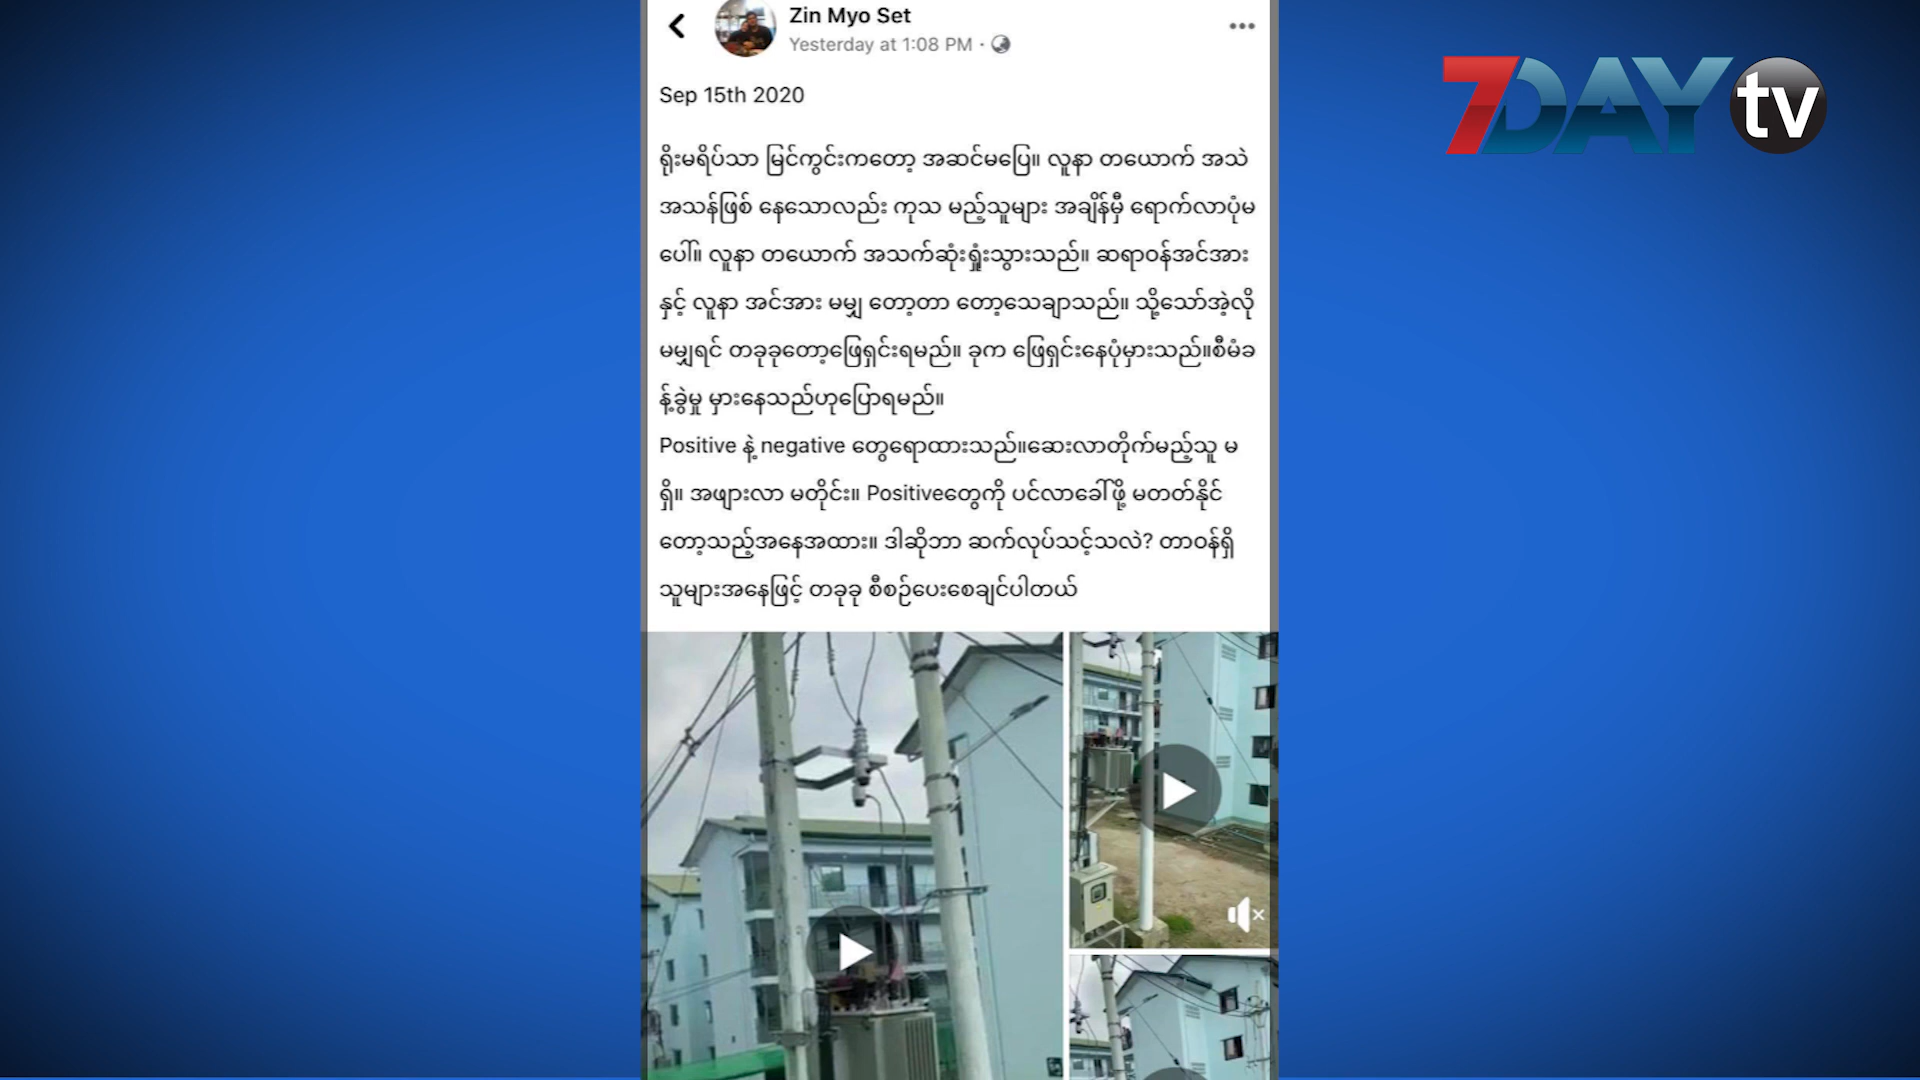 Zin Myo Set
Yesterday at 1:08 PM ·
7DAY tv
Sep 15th 2020
ရိုးမရိပ်သာ မြင်ကွင်းကတော့ အဆင်မပြေ။ လူနာ တယောက် အသဲ
အသန်ဖြစ် နေသောလည်း ကုသ မည့်သူများ အချိန်မှီ ရောက်လာပုံမ
ပေါ်။ လူနာ တယောက် အသက်ဆုံးရှုံးသွားသည်။ ဆရာဝန်အင်အား
နှင့် လူနာ အင်အား မမျှ တော့တာ တော့သေချာသည်။ သို့သော်အဲ့လို
မမျှရင် တခုခုတော့ဖြေရှင်းရမည်။ ခုက ဖြေရှင်းနေပုံမှားသည်။စီမံခ
န့်ခွဲမှု မှားနေသည်ဟုပြောရမည်။
Positive နဲ့ negative တွေရောထားသည်။ဆေးလာတိုက်မည့်သူ မ
ရှိ။ အဖျားလာ မတိုင်း။ Positiveတွေကို ပင်လာခေါ်ဖို့ မတတ်နိုင်
တော့သည့်အနေအထား။ ဒါဆိုဘာ ဆက်လုပ်သင့်သလဲ? တာဝန်ရှိ
သူများအနေဖြင့် တခုခု စီစဉ်ပေးစေချင်ပါတယ်